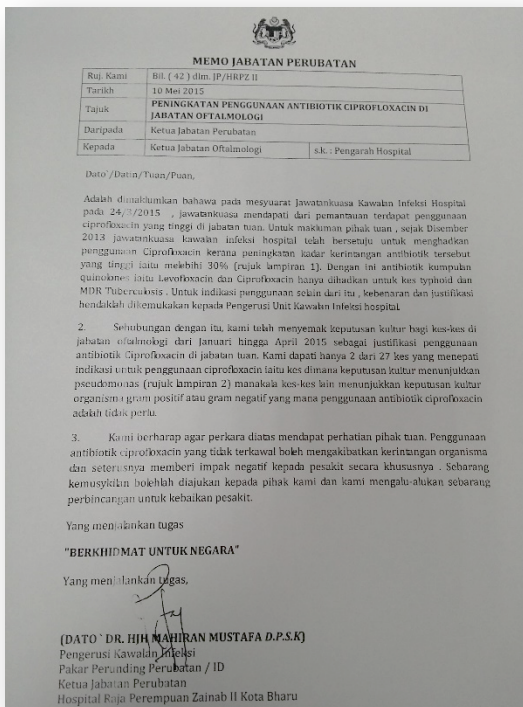 MEMO JABATAN PERUBATAN
Ruj. Kami Bil. ( 42 ) dlm. JP/HRPZ II
Tarikh 10 Mei 2015
Tajuk PENINGKATAN PENGGUNAAN ANTIBIOTIK CIPROFLOXACIN DI
JABATAN OFTALMOLOGI
Daripada Ketua Jabatan Perubatan
Kepada Ketua Jabatan Oftalmologi s.k. : Pengarah Hospital
Dato`/Datin/Tuan/Puan,
Adalah dimaklumkan bahawa pada mesyuarat Jawatankuasa Kawalan Infeksi Hospital
pada 24/3/2015 , jawatankuasa mendapati dari pemantauan terdapat penggunaan
ciprofloxacin yang tinggi di jabatan tuan. Untuk makluman pihak tuan , sejak Disember
2013 jawatankuasa kawalan infeksi hospital telah bersetuju untuk menghadkan
penggunaan Ciprofloxacin kerana peningkatan kadar kerintangan antibiotik tersebut
yang tinggi iaitu melebihi 30% (rujuk lampiran 1). Dengan ini antibiotik kumpulan
quinolones iaitu Levofloxacin dan Ciprofloxacin hanya dihadkan untuk kes typhoid dan
MDR Tuberculosis . Untuk indikasi penggunaan selain dari itu , kebenaran dan justifikasi
hendaklah dikemukakan kepada Pengerusi Unit Kawalan Infeksi hospital.
2. Sehubungan dengan itu, kami telah menyemak keputusan kultur bagi kes-kes di
jabatan oftalmologi dari Januari hingga April 2015 sebagai justifikasi penggunaan
antibiotik Ciprofloxacin di jabatan tuan. Kami dapati hanya 2 dari 27 kes yang menepati
indikasi untuk penggunaan ciprofloxacin iaitu kes dimana keputusan kultur menunjukkan
pseudomonas (rujuk lampiran 2) manakala kes-kes lain menunjukkan keputusan kultur
organisma gram positif atau gram negatif yang mana penggunaan antibiotik ciprofloxacin
adalah tidak perlu.
3. Kami berharap agar perkara diatas mendapat perhatian pihak tuan. Penggunaan
antibiotik ciprofloxacin yang tidak terkawal boleh mengakibatkan kerintangan organisma
dan seterusnya memberi impak negatif kepada pesakit secara khususnya . Sebarang
kemusykilan bolehlah diajukan kepada pihak kami dan kami mengalu-alukan sebarang
perbincangan untuk kebaikan pesakit.
Yang menjalankan tugas
"BERKHIDMAT UNTUK NEGARA"
Yang menjalankan tugas,
(DATO` DR. HJH MAHIRAN MUSTAFA D.P.S.K)
Pengerusi Kawalan Infeksi
Pakar Perunding Perubatan / ID
Ketua Jabatan Perubatan
Hospital Raja Perempuan Zainab II Kota Bharu